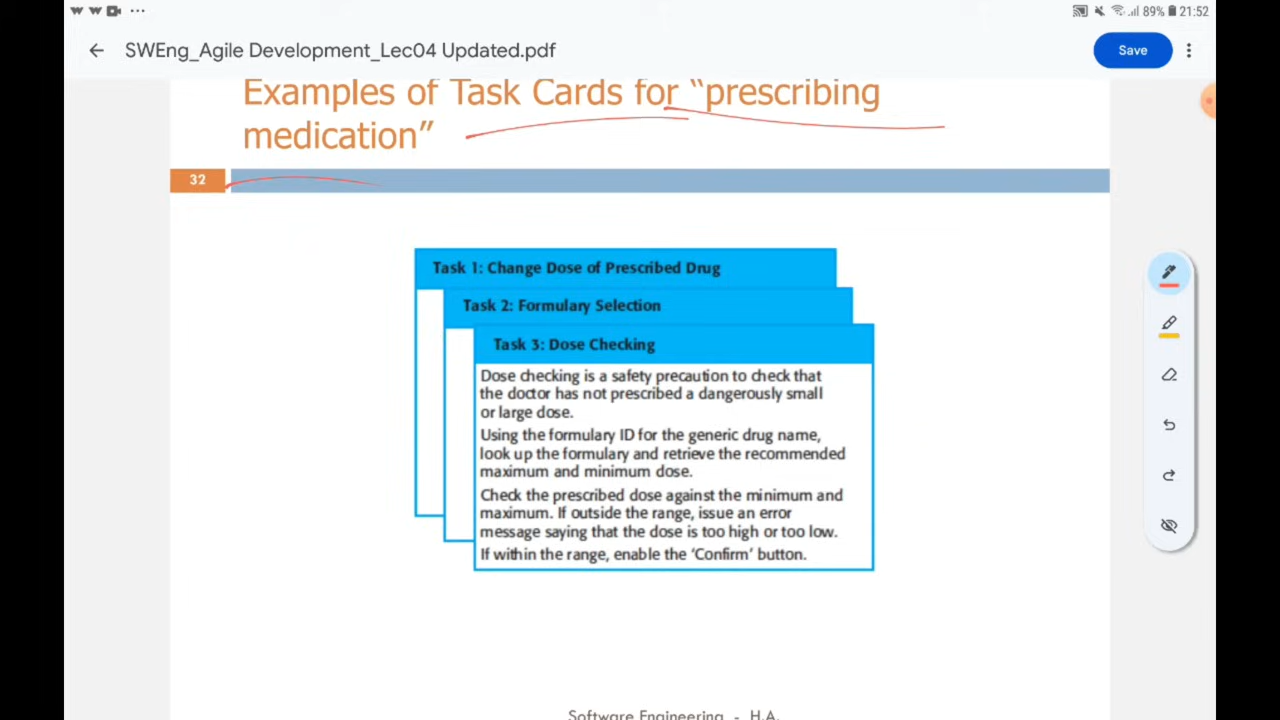 89% 21:52
SWEng_Agile Development_Lec04 Updated.pdf
Save
Examples of Task Cards for “prescribing
medication”
32
Task 1: Change Dose of Prescribed Drug
Task 2: Formulary Selection
Task 3: Dose Checking
Dose checking is a safety precaution to check that
the doctor has not prescribed a dangerously small
or large dose.
Using the formulary ID for the generic drug name,
look up the formulary and retrieve the recommended
maximum and minimum dose.
Check the prescribed dose against the minimum and
maximum. If outside the range, issue an error
message saying that the dose is too high or too low.
If within the range, enable the ‘Confirm’ button.
Software Engineering - H.A.